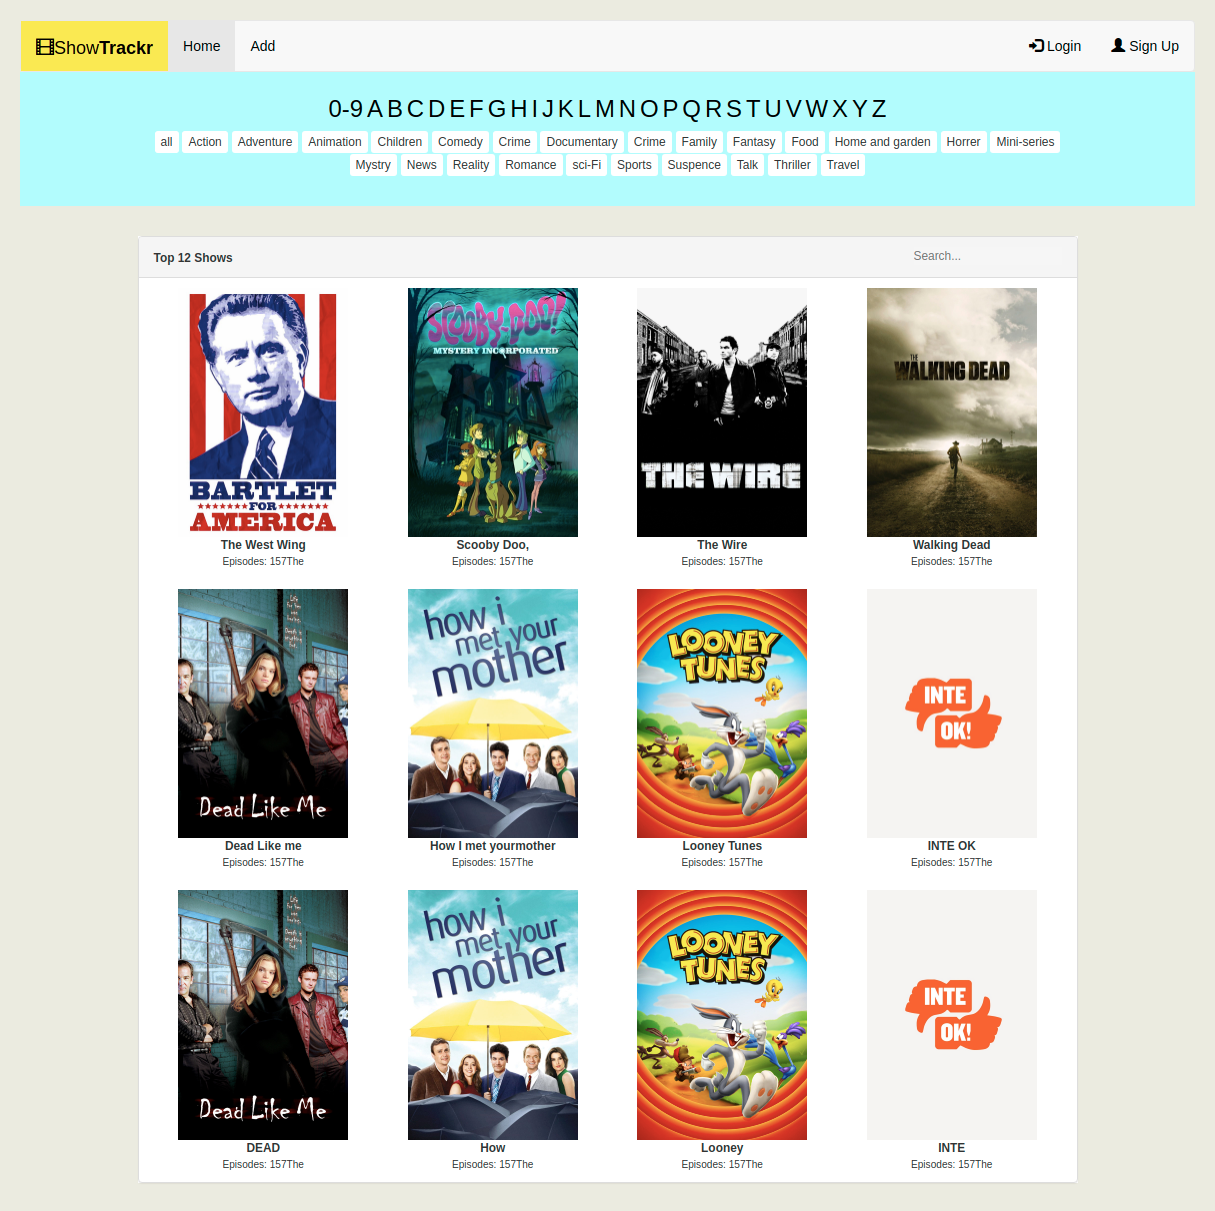 ShowTrackr Home Add Login Sign Up
0-9 A B C D E F G H I J K L M N O P Q R S T U V W X Y Z
all Action Adventure Animation Children Comedy Crime Documentary Crime Family Fantasy Food Home and garden Horrer Mini-series
Mystry News Reality Romance sci-Fi Sports Suspence Talk Thriller Travel
Top 12 Shows Search...
BARTLET
FOR
AMERICA
SCOOBY-DOO!
MYSTERY INCORPORATED
THE WIRE
THE
WALKING DEAD
The West Wing Scooby Doo, The Wire Walking Dead
Episodes: 157The Episodes: 157The Episodes: 157The Episodes: 157The
Dead Like Me
how i
met your
mother
LOONEY
TUNES
INTE
OK!
Dead Like me How I met yourmother Looney Tunes INTE OK
Episodes: 157The Episodes: 157The Episodes: 157The Episodes: 157The
Dead Like Me
how i
met your
mother
LOONEY
TUNES
INTE
OK!
DEAD How Looney INTE
Episodes: 157The Episodes: 157The Episodes: 157The Episodes: 157The